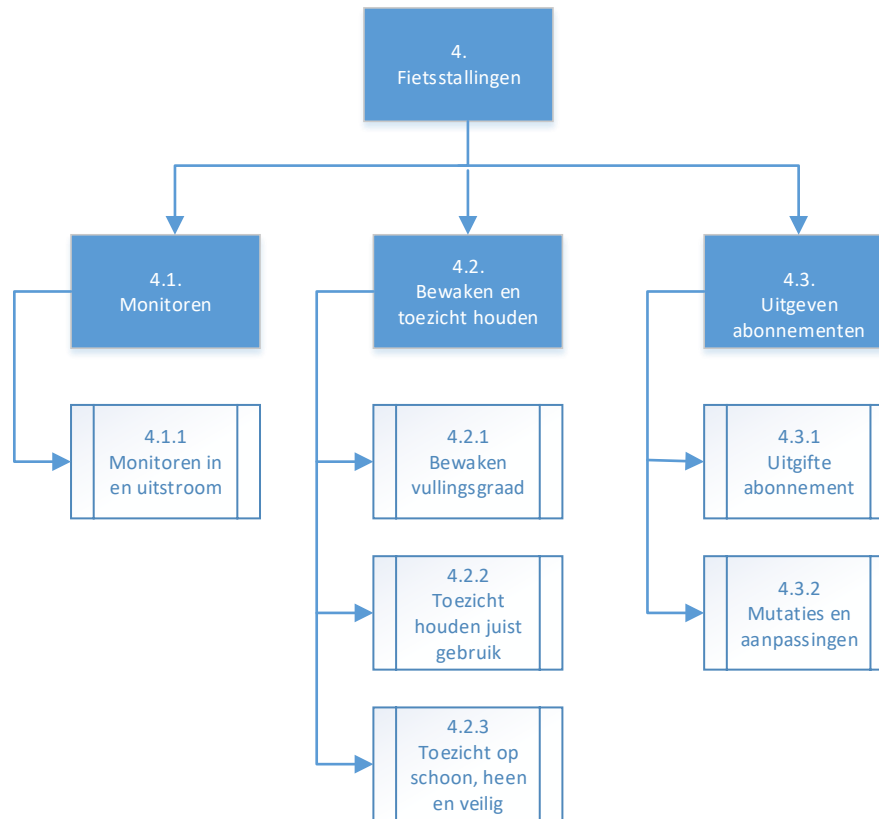 4.
Fietsstallingen
4.1.
Monitoren
4.2.
Bewaken en
toezicht houden
4.3.
Uitgeven
abonnementen
4.1.1
Monitoren in
en uitstroom
4.2.1
Bewaken
vullingsgraad
4.3.1
Uitgifte
abonnement
4.2.2
Toezicht
houden juist
gebruik
4.3.2
Mutaties en
aanpassingen
4.2.3
Toezicht op
schoon, heen
en veilig